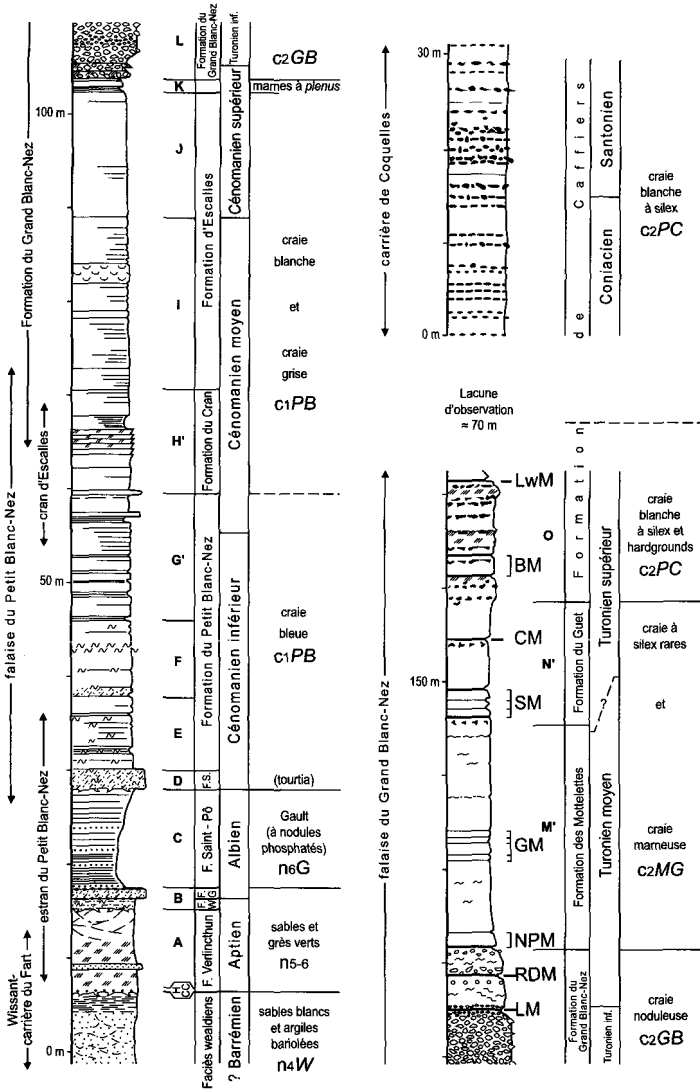 L
Formation du
Grand Blanc-Nez
Turonien inf.
c2GB
K
marnes à plenus
100 m
J
Cénomanien supérieur
Formation du Grand Blanc-Nez
Formation d'Escalles
craie
blanche
et
craie
grise
c1PB
I
Cénomanien moyen
H'
Formation du Cran
cran d'Escalles
falaise du Petit Blanc-Nez
G'
50 m
Formation du Petit Blanc-Nez
Cénomanien inférieur
craie
bleue
c1PB
F
E
D
F.S.
(tourtia)
estran du Petit Blanc-Nez
C
F. Saint-Pô
Albien
Gault
(à nodules
phosphatés)
n6G
B
A
F. Verlincthun
Aptien
sables et
grès verts
n5-6
Wissant-
carrière du Fart
Faciès wealdiens
? Barrémien
sables blancs
et argiles
bariolées
n4W
0 m
30 m
carrière de Coquelles
de Caffiers
Santonien
Coniacien
craie
blanche
à silex
c2PC
0 m
Lacune
d'observation
≈ 70 m
falaise du Grand Blanc-Nez
LwM
O
BM
Formation
Turonien supérieur
craie
blanche
à silex et
hardgrounds
c2PC
CM
N'
150 m
SM
Formation du Guet
craie à
silex rares
et
?
M'
GM
Formation des Mottelettes
Turonien moyen
craie
marneuse
c2MG
NPM
RDM
LM
Formation du
Grand Blanc-Nez
Turonien inf.
craie
noduleuse
c2GB